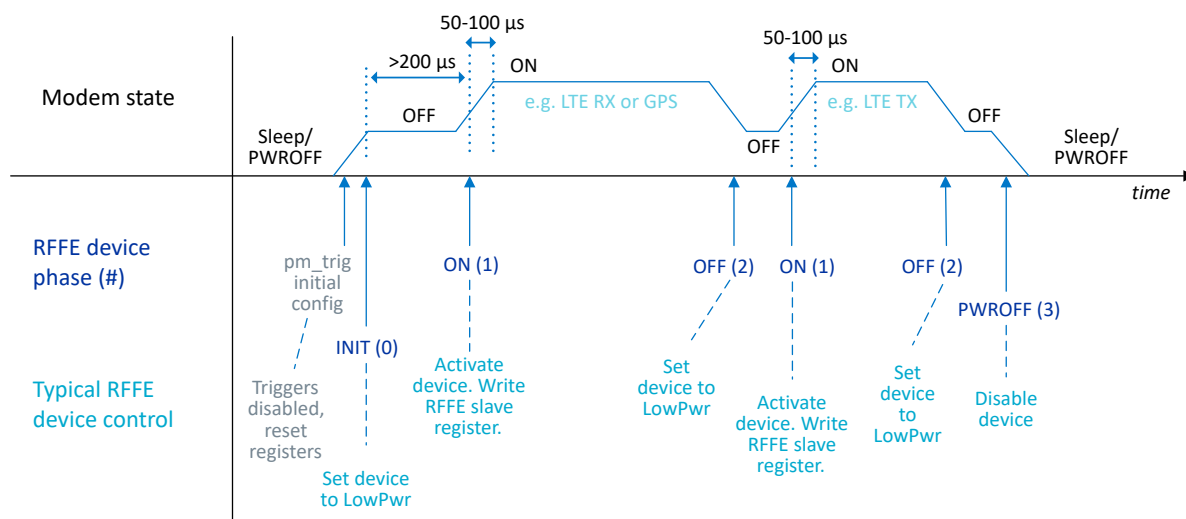 50-100 µs
50-100 µs
>200 µs
ON
ON
Modem state
e.g. LTE RX or GPS
e.g. LTE TX
OFF
OFF
Sleep/
PWROFF
OFF
Sleep/
PWROFF
time
RFFE device
phase (#)
pm_trig
initial
config
ON (1)
OFF (2)
ON (1)
OFF (2)
PWROFF (3)
INIT (0)
Typical RFFE
device control
Triggers
disabled,
reset
registers
Activate
device. Write
RFFE slave
register.
Set
device to
LowPwr
Activate
device. Write
RFFE slave
register.
Set
device
to
LowPwr
Disable
device
Set device
to LowPwr